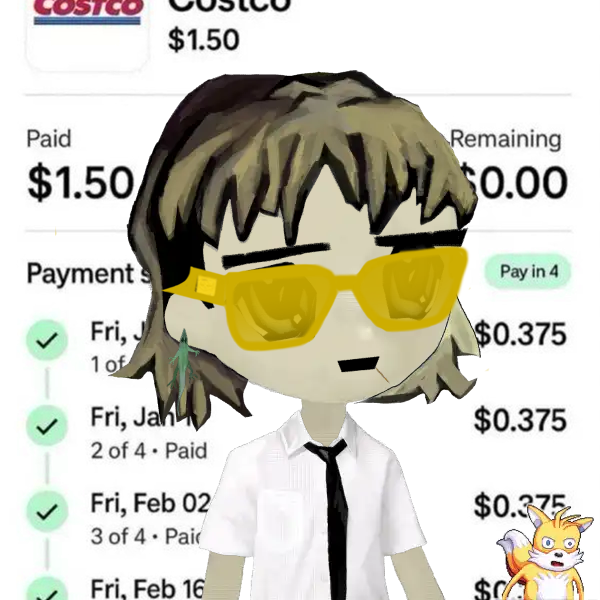 COSTCO
Costco
$1.50
Paid
Remaining
$1.50
$0.00
Payment
Pay in 4
Fri,
$0.375
1 of
Fri, Jan
$0.375
2 of 4 • Paid
Fri, Feb 02
$0.375
3 of 4 • Paid
Fri, Feb 16